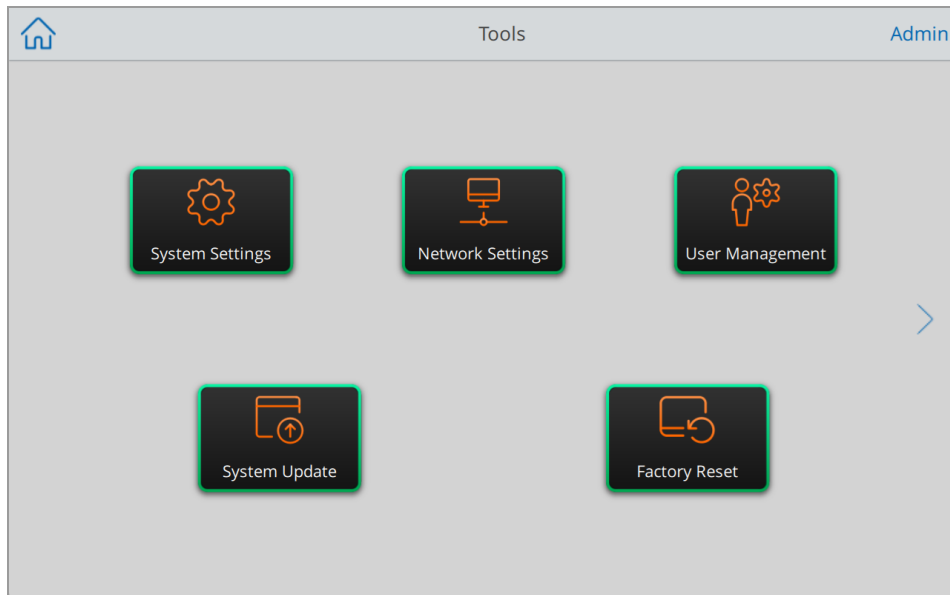 Tools
Admin
System Settings
Network Settings
User Management
System Update
Factory Reset